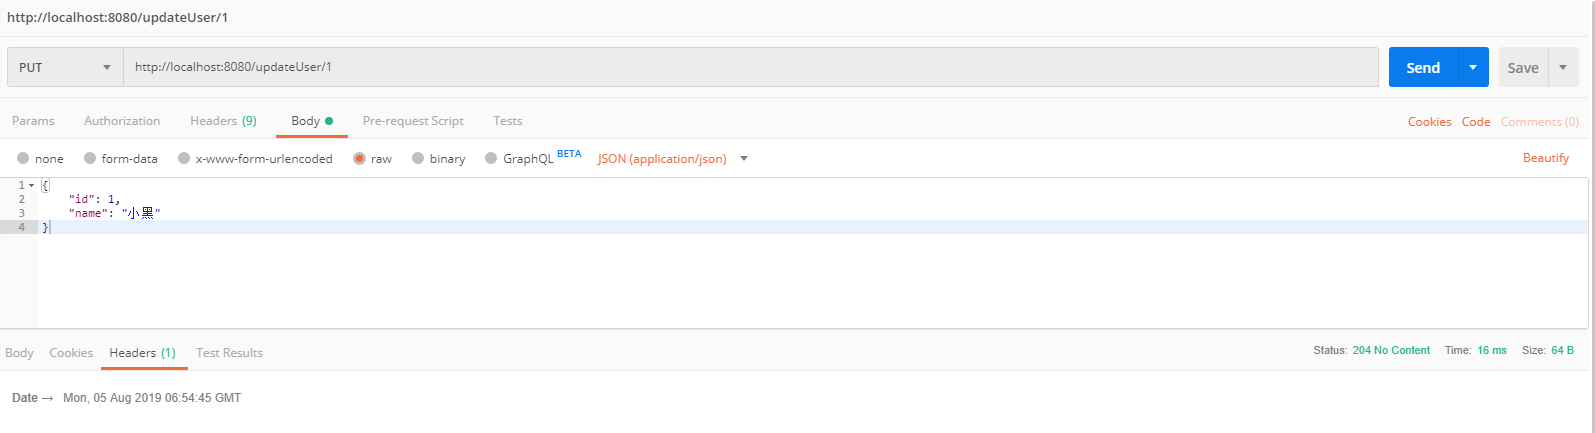 http://localhost:8080/updateUser/1
PUT http://localhost:8080/updateUser/1 Send Save
Params Authorization Headers (9) Body Pre-request Script Tests Cookies Code Comments (0)
none form-data x-www-form-urlencoded raw binary GraphQL BETA JSON (application/json) Beautify
1 {
2 "id": 1,
3 "name": "小黑"
4 }
Body Cookies Headers (1) Test Results Status: 204 No Content Time: 16 ms Size: 64 B
Date → Mon, 05 Aug 2019 06:54:45 GMT